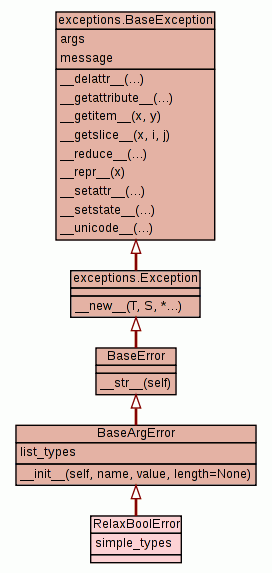 exceptions.BaseException
args
message
__delattr__(...)
__getattribute__(...)
__getitem__(x, y)
__getslice__(x, i, j)
__reduce__(...)
__repr__(x)
__setattr__(...)
__setstate__(...)
__unicode__(...)
exceptions.Exception
__new__(T, S, *...)
BaseError
__str__(self)
BaseArgError
list_types
__init__(self, name, value, length=None)
RelaxBoolError
simple_types